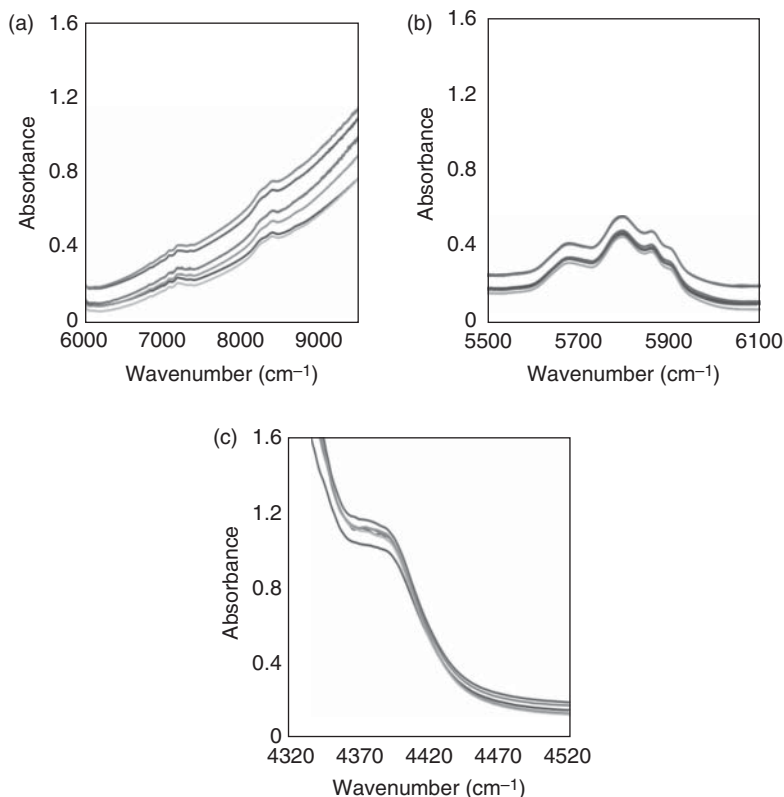 (a)
1.6
1.2
0.8
0.4
0
Absorbance
6000 7000 8000 9000
Wavenumber (cm⁻¹)
(b)
1.6
1.2
0.8
0.4
0
Absorbance
5500 5700 5900 6100
Wavenumber (cm⁻¹)
(c)
1.6
1.2
0.8
0.4
0
Absorbance
4320 4370 4420 4470 4520
Wavenumber (cm⁻¹)